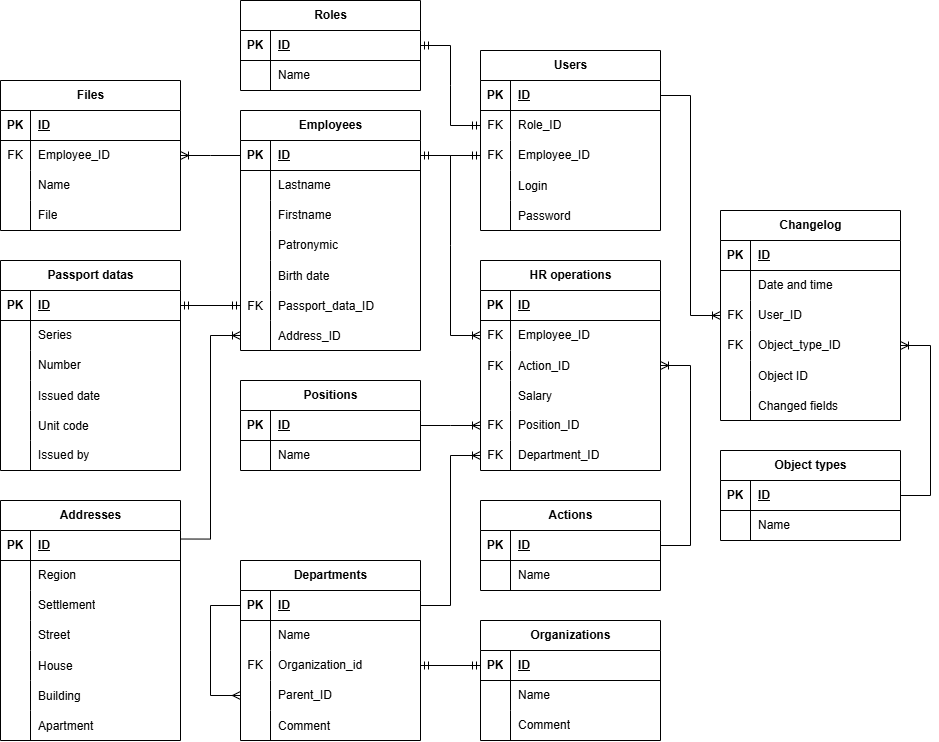 Roles
PK ID
Name
Users
PK ID
FK Role_ID
FK Employee_ID
Login
Password
Files
PK ID
FK Employee_ID
Name
File
Employees
PK ID
Lastname
Firstname
Patronymic
Birth date
FK Passport_data_ID
Address_ID
Changelog
PK ID
Date and time
FK User_ID
FK Object_type_ID
Object ID
Changed fields
Passport datas
PK ID
Series
Number
Issued date
Unit code
Issued by
HR operations
PK ID
FK Employee_ID
FK Action_ID
Salary
FK Position_ID
FK Department_ID
Positions
PK ID
Name
Object types
PK ID
Name
Addresses
PK ID
Region
Settlement
Street
House
Building
Apartment
Actions
PK ID
Name
Departments
PK ID
Name
FK Organization_id
Parent_ID
Comment
Organizations
PK ID
Name
Comment